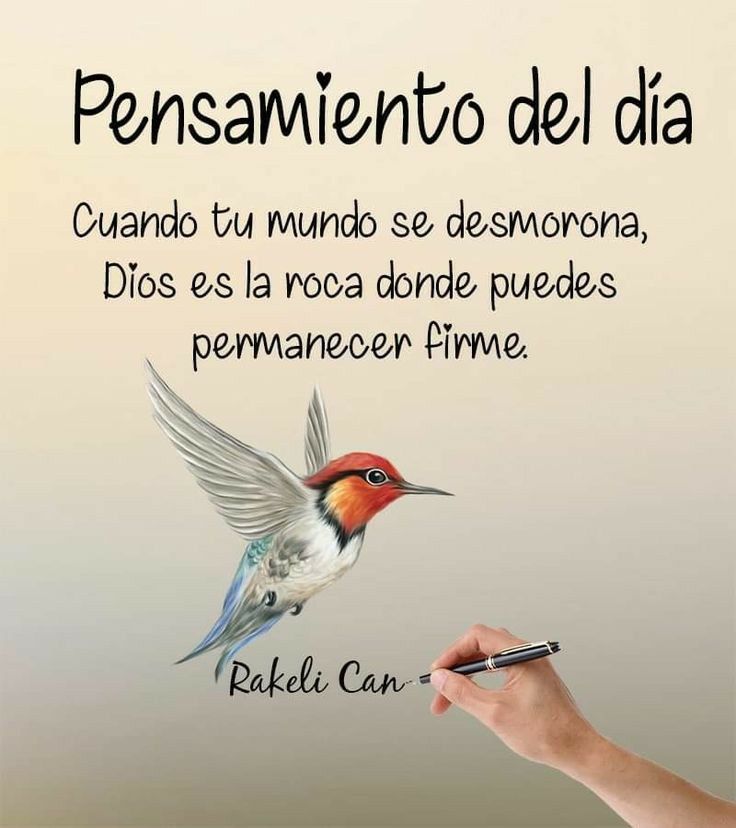 Pensamiento del día
Cuando tu mundo se desmorona,
Dios es la roca donde puedes
permanecer firme.
Rakeli Can